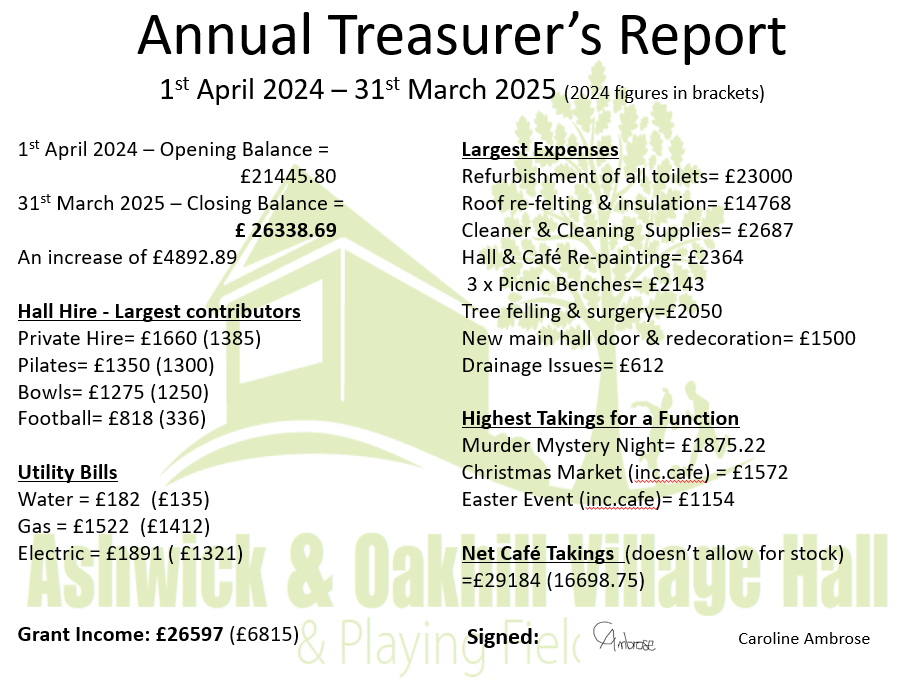 Annual Treasurer’s Report
1st April 2024 – 31st March 2025 (2024 figures in brackets)
1st April 2024 – Opening Balance =
£21445.80
31st March 2025 – Closing Balance =
£ 26338.69
An increase of £4892.89
Hall Hire - Largest contributors
Private Hire= £1660 (1385)
Pilates= £1350 (1300)
Bowls= £1275 (1250)
Football= £818 (336)
Utility Bills
Water = £182  (£135)
Gas = £1522  (£1412)
Electric = £1891 ( £1321)
Grant Income: £26597 (£6815)
Largest Expenses
Refurbishment of all toilets= £23000
Roof re-felting & insulation= £14768
Cleaner & Cleaning  Supplies= £2687
Hall & Café Re-painting= £2364
3 x Picnic Benches= £2143
Tree felling & surgery=£2050
New main hall door & redecoration= £1500
Drainage Issues= £612
Highest Takings for a Function
Murder Mystery Night= £1875.22
Christmas Market (inc.cafe) = £1572
Easter Event (inc.cafe)= £1154
Net Café Takings  (doesn’t allow for stock)
=£29184 (16698.75)
Signed: CAmbrose Caroline Ambrose
Ashwick & Oakhill Village Hall
& Playing Field